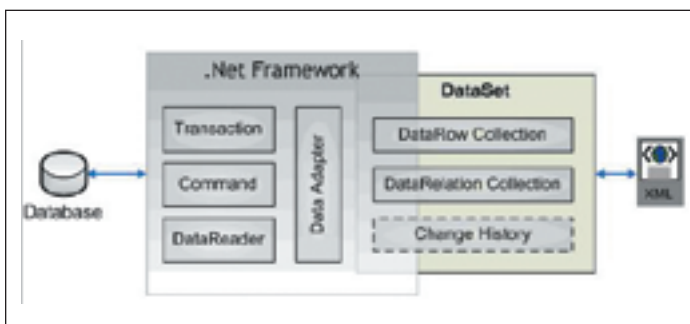 .Net Framework
DataSet
Transaction
Command
DataReader
Data Adapter
DataRow Collection
DataRelation Collection
Change History
Database
XML